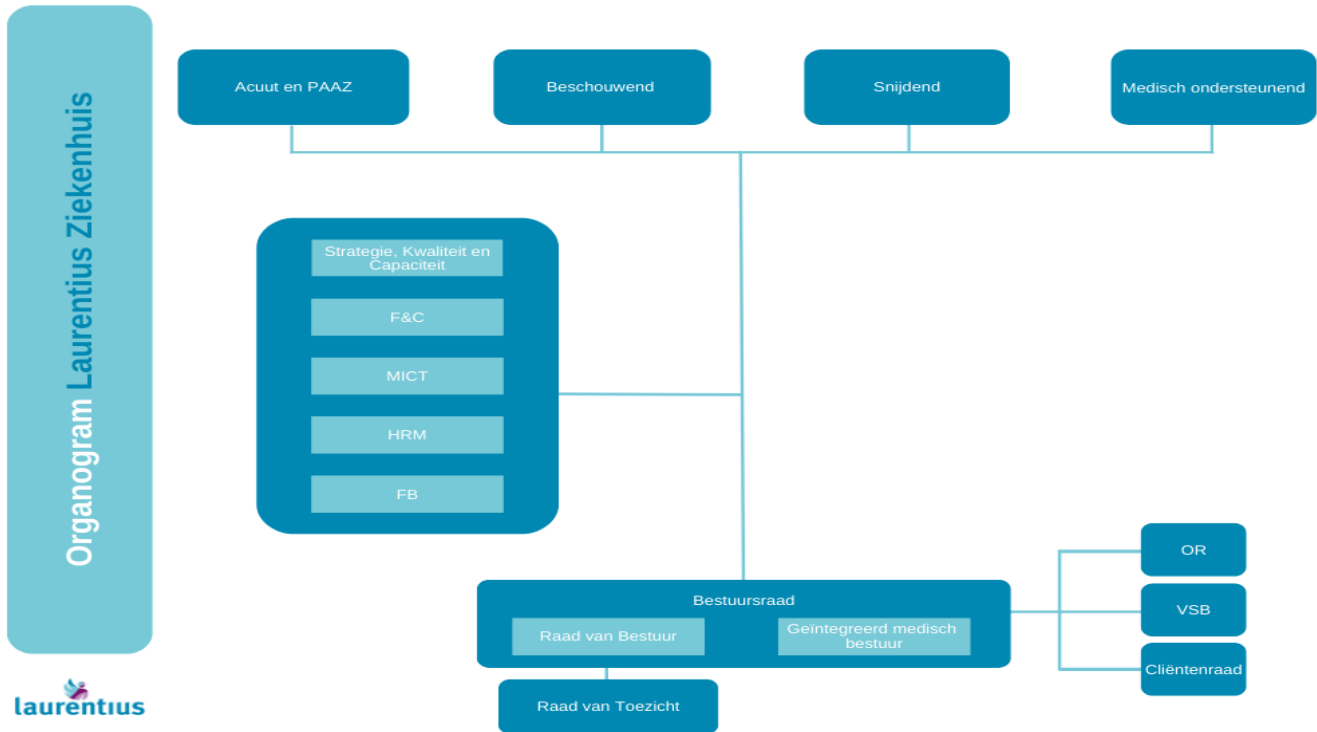 Organogram Laurentius Ziekenhuis
Acuut en PAAZ
Beschouwend
Snijdend
Medisch ondersteunend
Strategie, Kwaliteit en
Capaciteit
F&C
MICT
HRM
FB
Bestuursraad
Raad van Bestuur
Geïntegreerd medisch
bestuur
Raad van Toezicht
OR
VSB
Cliëntenraad
laurentius